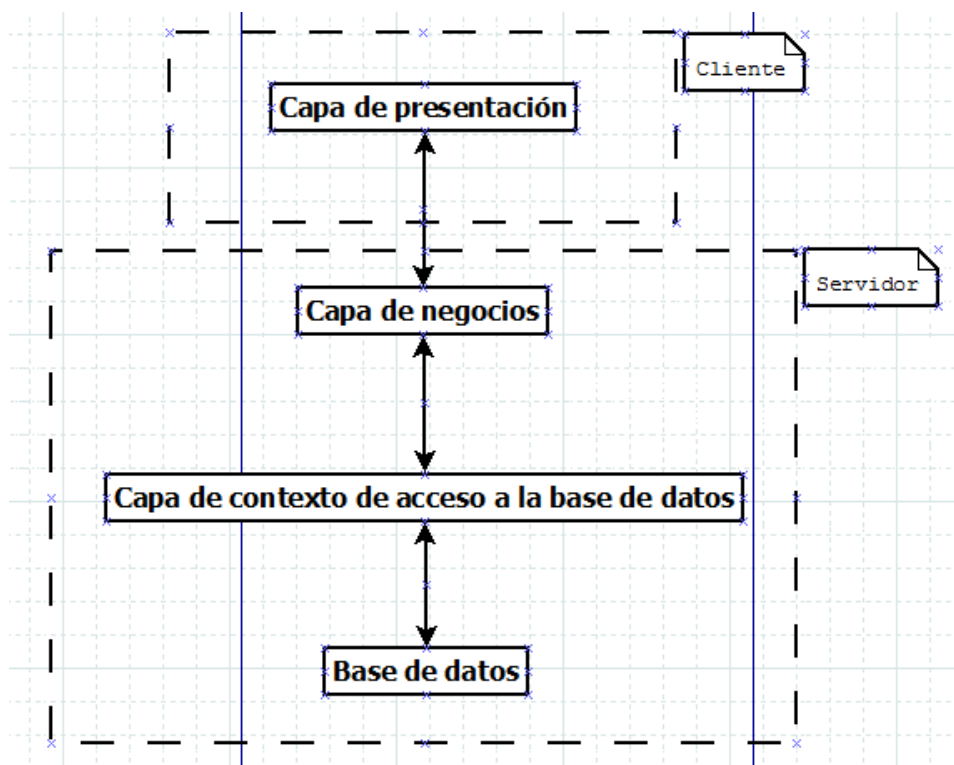 Cliente
Capa de presentación
Servidor
Capa de negocios
Capa de contexto de acceso a la base de datos
Base de datos